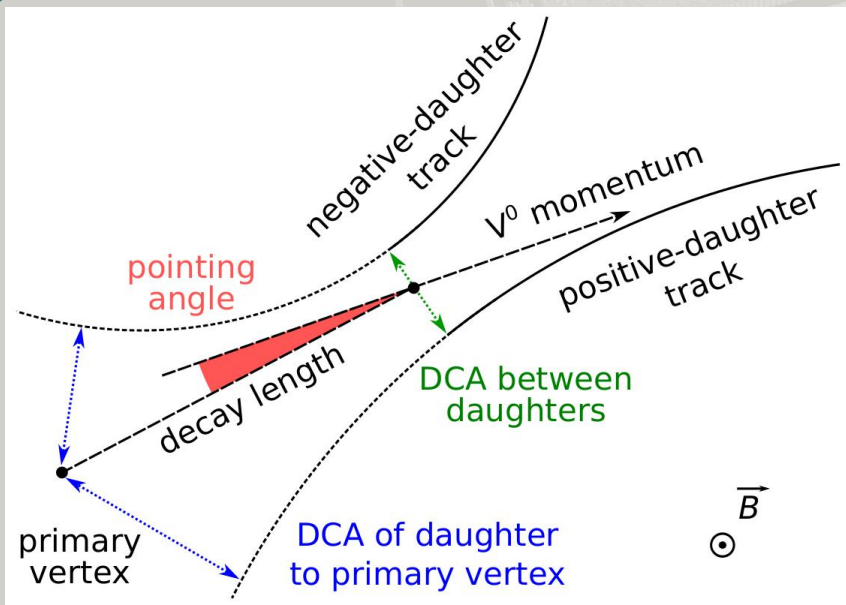 negative-daughter
track
V⁰ momentum
positive-daughter
track
pointing
angle
decay length
DCA between
daughters
primary
vertex
DCA of daughter
to primary vertex
B